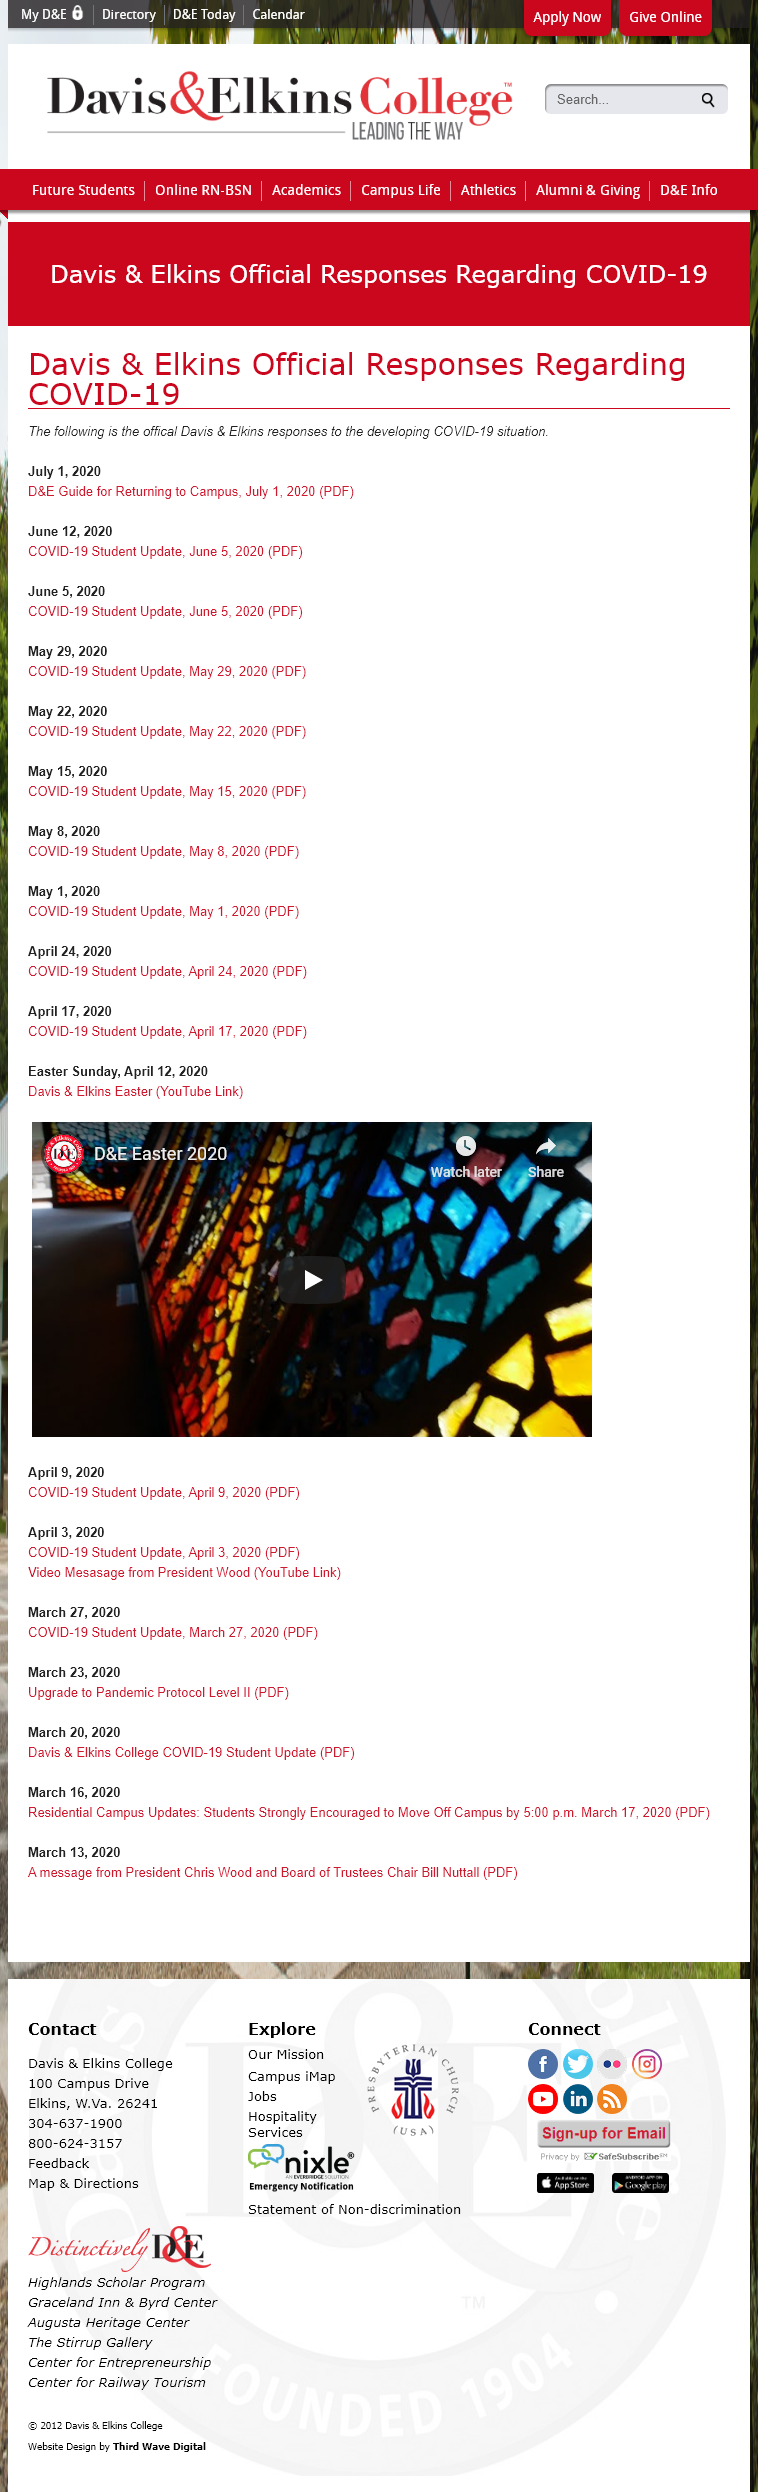 My D&E
Directory
D&E Today
Calendar
Apply Now
Give Online
Davis&Elkins College™
LEADING THE WAY
Search...
Future Students
Online RN-BSN
Academics
Campus Life
Athletics
Alumni & Giving
D&E Info
Davis & Elkins Official Responses Regarding COVID-19
Davis & Elkins Official Responses Regarding
COVID-19
The following is the offical Davis & Elkins responses to the developing COVID-19 situation.
July 1, 2020
D&E Guide for Returning to Campus, July 1, 2020 (PDF)
June 12, 2020
COVID-19 Student Update, June 5, 2020 (PDF)
June 5, 2020
COVID-19 Student Update, June 5, 2020 (PDF)
May 29, 2020
COVID-19 Student Update, May 29, 2020 (PDF)
May 22, 2020
COVID-19 Student Update, May 22, 2020 (PDF)
May 15, 2020
COVID-19 Student Update, May 15, 2020 (PDF)
May 8, 2020
COVID-19 Student Update, May 8, 2020 (PDF)
May 1, 2020
COVID-19 Student Update, May 1, 2020 (PDF)
April 24, 2020
COVID-19 Student Update, April 24, 2020 (PDF)
April 17, 2020
COVID-19 Student Update, April 17, 2020 (PDF)
Easter Sunday, April 12, 2020
Davis & Elkins Easter (YouTube Link)
D&E
D&E Easter 2020
Watch later
Share
April 9, 2020
COVID-19 Student Update, April 9, 2020 (PDF)
April 3, 2020
COVID-19 Student Update, April 3, 2020 (PDF)
Video Mesasage from President Wood (YouTube Link)
March 27, 2020
COVID-19 Student Update, March 27, 2020 (PDF)
March 23, 2020
Upgrade to Pandemic Protocol Level II (PDF)
March 20, 2020
Davis & Elkins College COVID-19 Student Update (PDF)
March 16, 2020
Residential Campus Updates: Students Strongly Encouraged to Move Off Campus by 5:00 p.m. March 17, 2020 (PDF)
March 13, 2020
A message from President Chris Wood and Board of Trustees Chair Bill Nuttall (PDF)
Contact
Davis & Elkins College
100 Campus Drive
Elkins, W.Va. 26241
304-637-1900
800-624-3157
Feedback
Map & Directions
Distinctively D&E
Highlands Scholar Program
Graceland Inn & Byrd Center
Augusta Heritage Center
The Stirrup Gallery
Center for Entrepreneurship
Center for Railway Tourism
© 2012 Davis & Elkins College
Website Design by Third Wave Digital
Explore
Our Mission
Campus iMap
Jobs
Hospitality
Services
PRESBYTERIAN CHURCH
(USA)
nixle®
AN EVERBRIDGE SOLUTION
Emergency Notification
Statement of Non-discrimination
Connect
f
in
Sign-up for Email
Privacy by SafeSubscribe℠
Available on the
App Store
ANDROID APP ON
Google play
D&E
TM
FOUNDED 1904